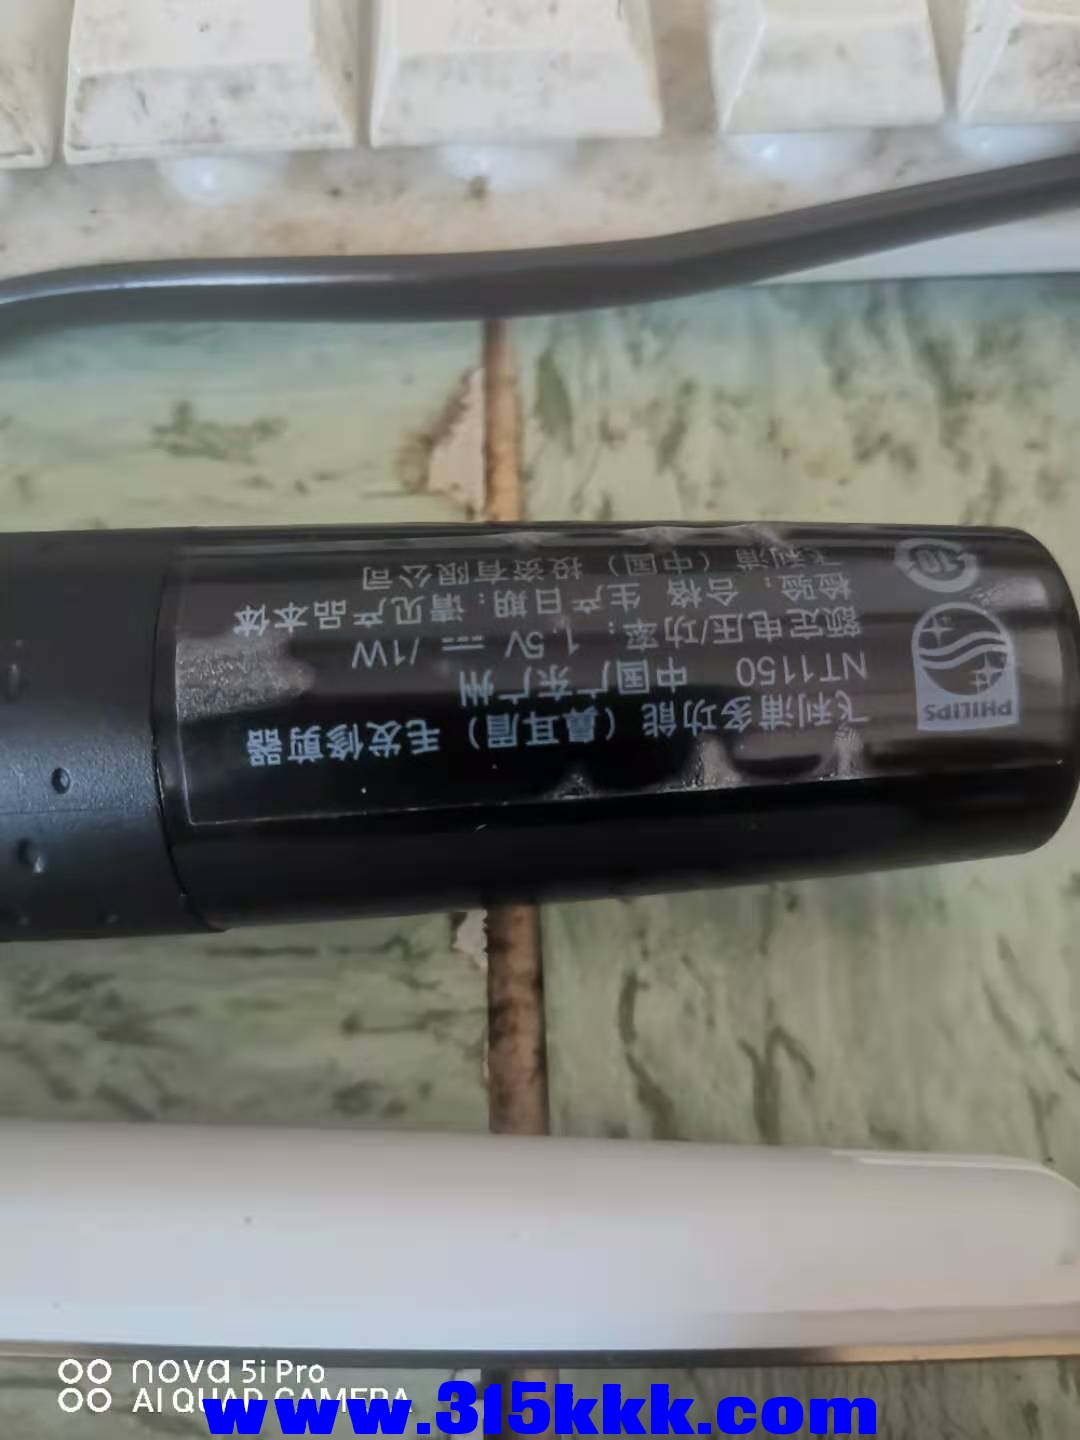 PHILIPS
飞利浦多功能（鼻耳眉）毛发修剪器
NT1150 中国广东广州
额定电压/功率：1.5V ⎓ /1W
检验：合格 生产日期：请见产品本体
飞利浦（中国）投资有限公司
10
nova 5i Pro
AI QUAD CAMERA
www.315kkk.com